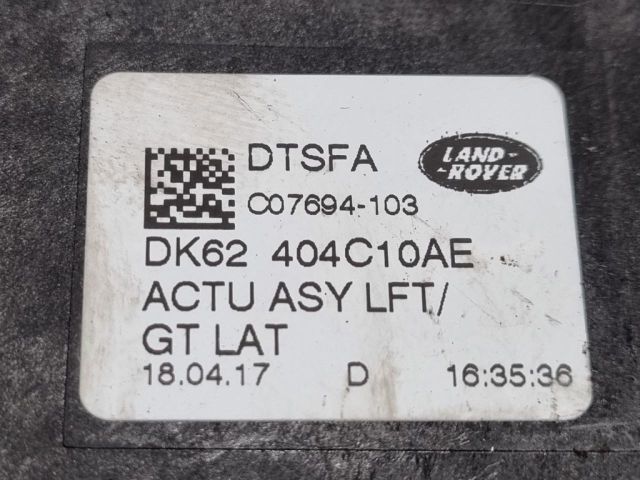 DTSFA
LAND-
-ROVER
C07694-103
DK62 404C10AE
ACTU ASY LFT/
GT LAT
18.04.17 D 16:35:36